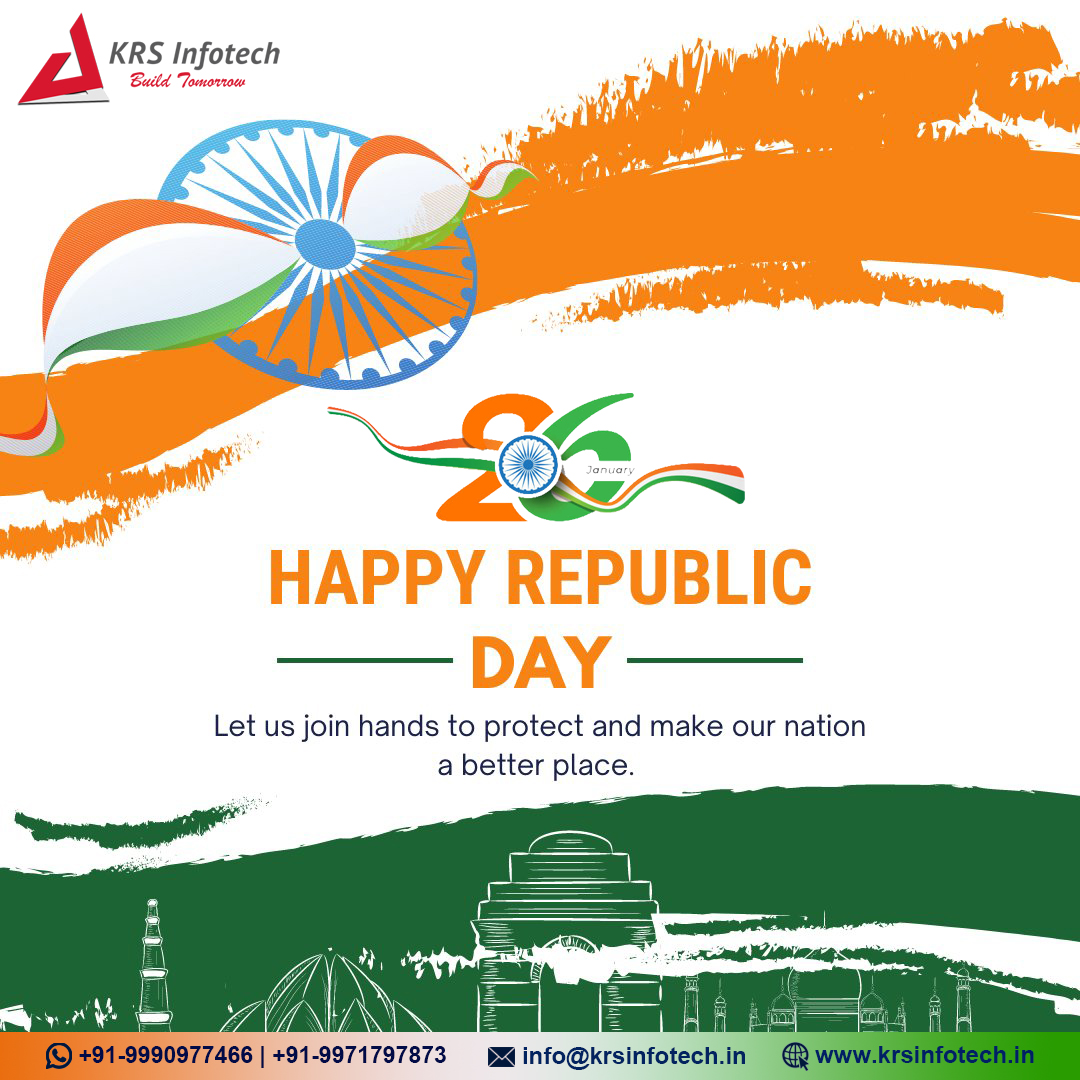 KRS Infotech
Build Tomorrow
26
January
HAPPY REPUBLIC
DAY
Let us join hands to protect and make our nation
a better place.
+91-9990977466 | +91-9971797873 info@krsinfotech.in www.krsinfotech.in